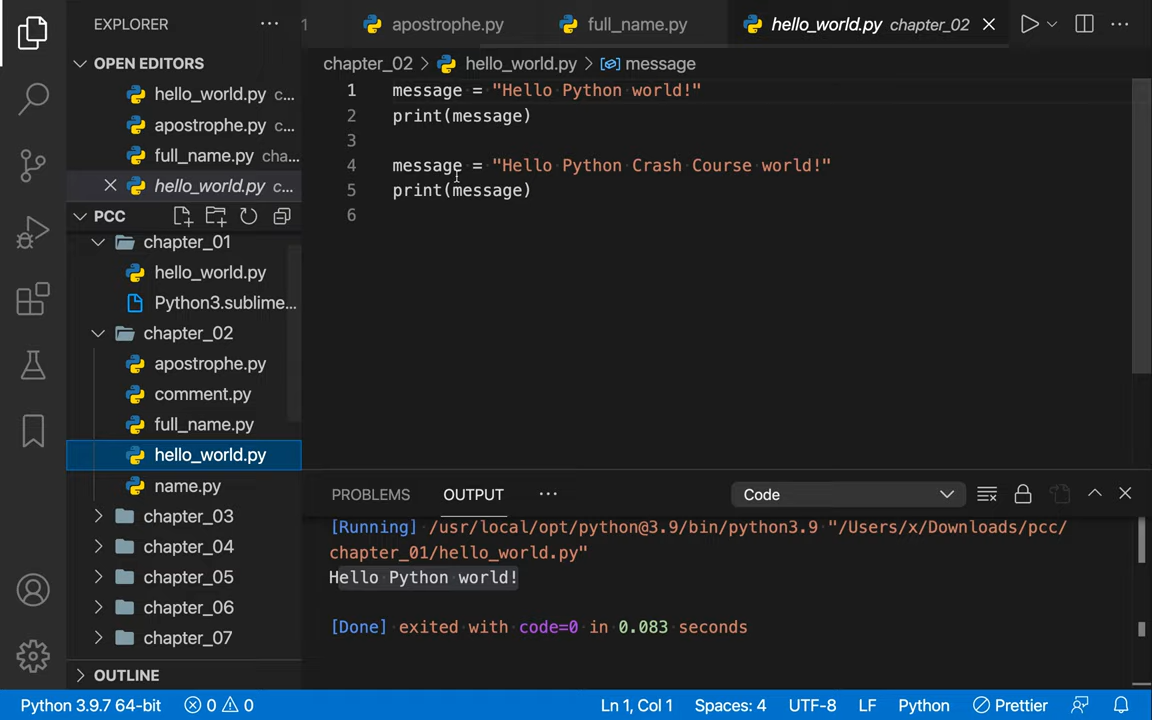 EXPLORER
OPEN EDITORS
hello_world.py c...
apostrophe.py c...
full_name.py cha...
hello_world.py c...
PCC
chapter_01
hello_world.py
Python3.sublime...
chapter_02
apostrophe.py
comment.py
full_name.py
hello_world.py
name.py
chapter_03
chapter_04
chapter_05
chapter_06
chapter_07
OUTLINE
1 apostrophe.py full_name.py hello_world.py chapter_02
chapter_02 > hello_world.py > message
1 message = "Hello Python world!"
2 print(message)
3
4 message = "Hello Python Crash Course world!"
5 print(message)
6
PROBLEMS OUTPUT ... Code
[Running] /usr/local/opt/python@3.9/bin/python3.9 "/Users/x/Downloads/pcc/
chapter_01/hello_world.py"
Hello Python world!
[Done] exited with code=0 in 0.083 seconds
Python 3.9.7 64-bit 0 0 Ln 1, Col 1 Spaces: 4 UTF-8 LF Python Prettier